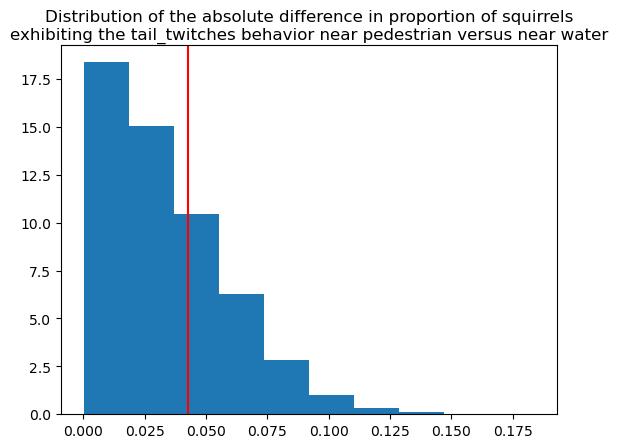 Distribution of the absolute difference in proportion of squirrels
exhibiting the tail_twitches behavior near pedestrian versus near water
17.5
15.0
12.5
10.0
7.5
5.0
2.5
0.0
0.000 0.025 0.050 0.075 0.100 0.125 0.150 0.175